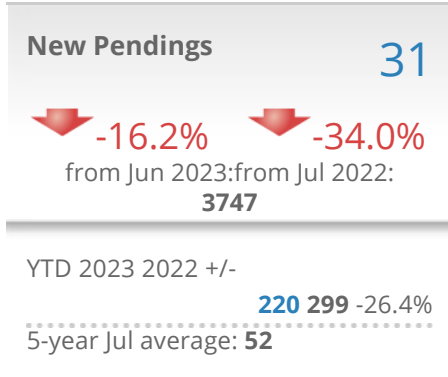 New Pendings
31
-16.2% -34.0%
from Jun 2023:from Jul 2022:
3747
YTD 2023 2022 +/-
220 299 -26.4%
5-year Jul average: 52